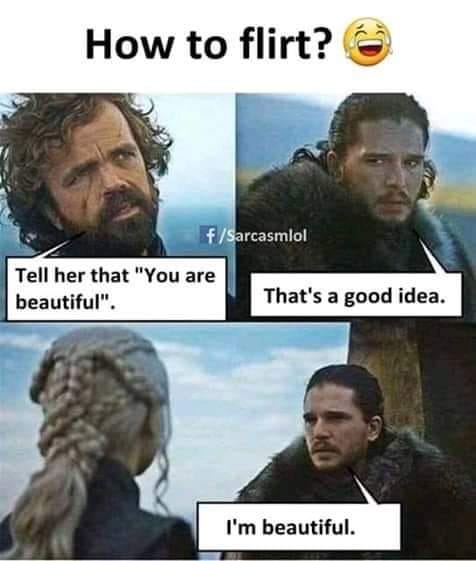 How to flirt? 😂
f/Sarcasmlol
Tell her that "You are
beautiful".
That's a good idea.
I'm beautiful.